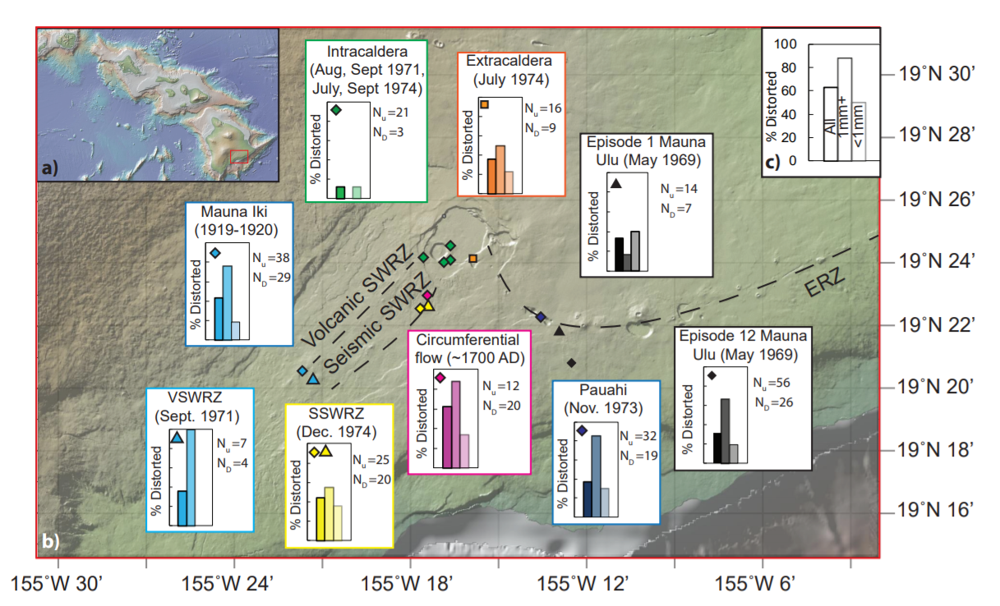 a)
Intracaldera
(Aug, Sept 1971,
July, Sept 1974)
% Distorted
Nu=21
ND=3
Extracaldera
(July 1974)
% Distorted
Nu=16
ND=9
Episode 1 Mauna
Ulu (May 1969)
% Distorted
Nu=14
ND=7
100
80
60
40
20
0
% Distorted
All
1mm+
<1mm
c)
Mauna Iki
(1919-1920)
% Distorted
Nu=38
ND=29
Volcanic SWRZ
Seismic SWRZ
ERZ
VSWRZ
(Sept. 1971)
% Distorted
Nu=7
ND=4
SSWRZ
(Dec. 1974)
% Distorted
Nu=25
ND=20
Circumferential
flow (~1700 AD)
% Distorted
Nu=12
ND=20
Pauahi
(Nov. 1973)
% Distorted
Nu=32
ND=19
Episode 12 Mauna
Ulu (May 1969)
% Distorted
Nu=56
ND=26
b)
19°N 30’
19°N 28’
19°N 26’
19°N 24’
19°N 22’
19°N 20’
19°N 18’
19°N 16’
155°W 30’
155°W 24’
155°W 18’
155°W 12’
155°W 6’